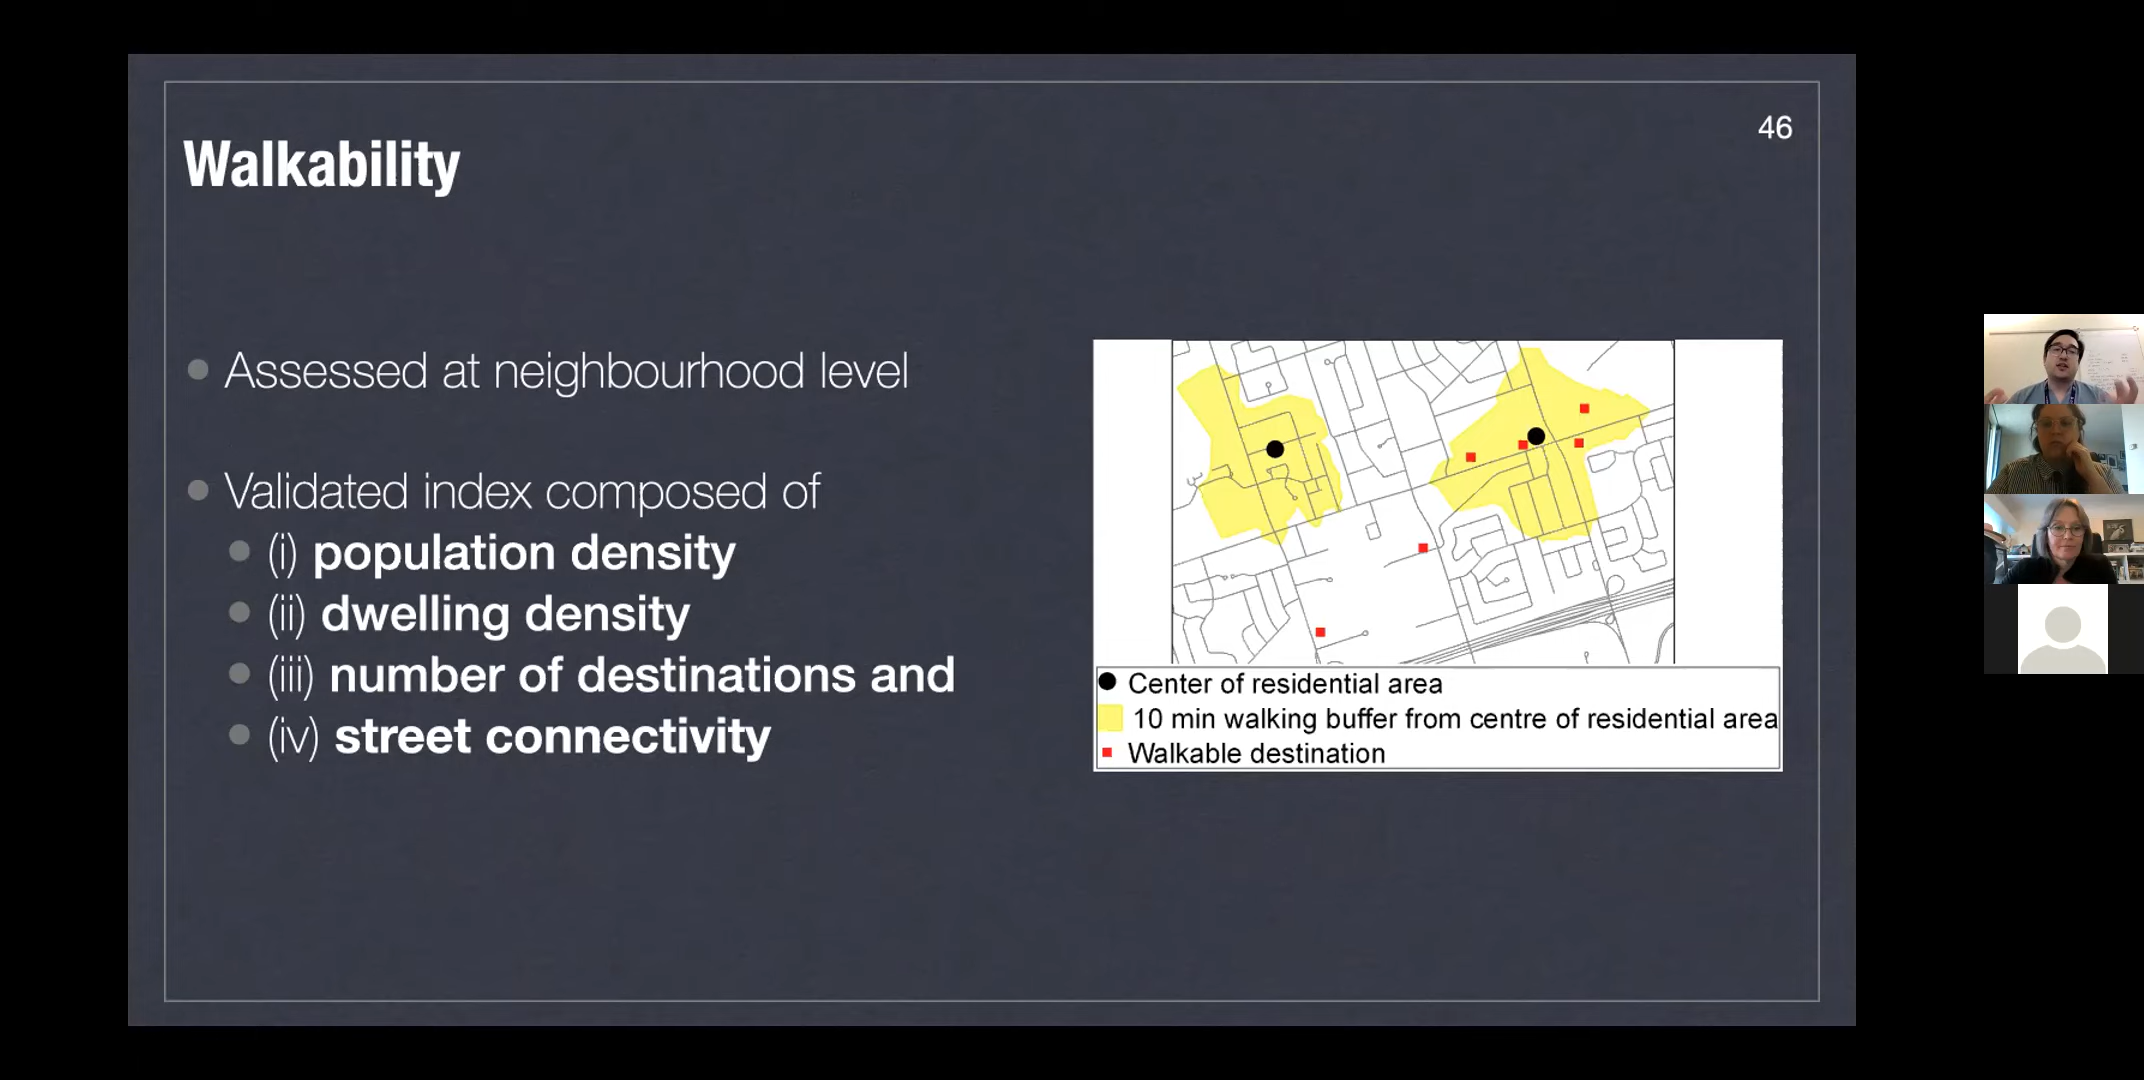 46
Walkability
Assessed at neighbourhood level
Validated index composed of
(i) population density
(ii) dwelling density
(iii) number of destinations and
(iv) street connectivity
Center of residential area
10 min walking buffer from centre of residential area
Walkable destination